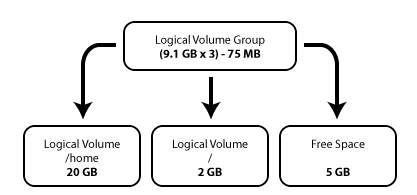 Logical Volume Group
(9.1 GB x 3) - 75 MB
Logical Volume
/home
20 GB
Logical Volume
/
2 GB
Free Space
5 GB